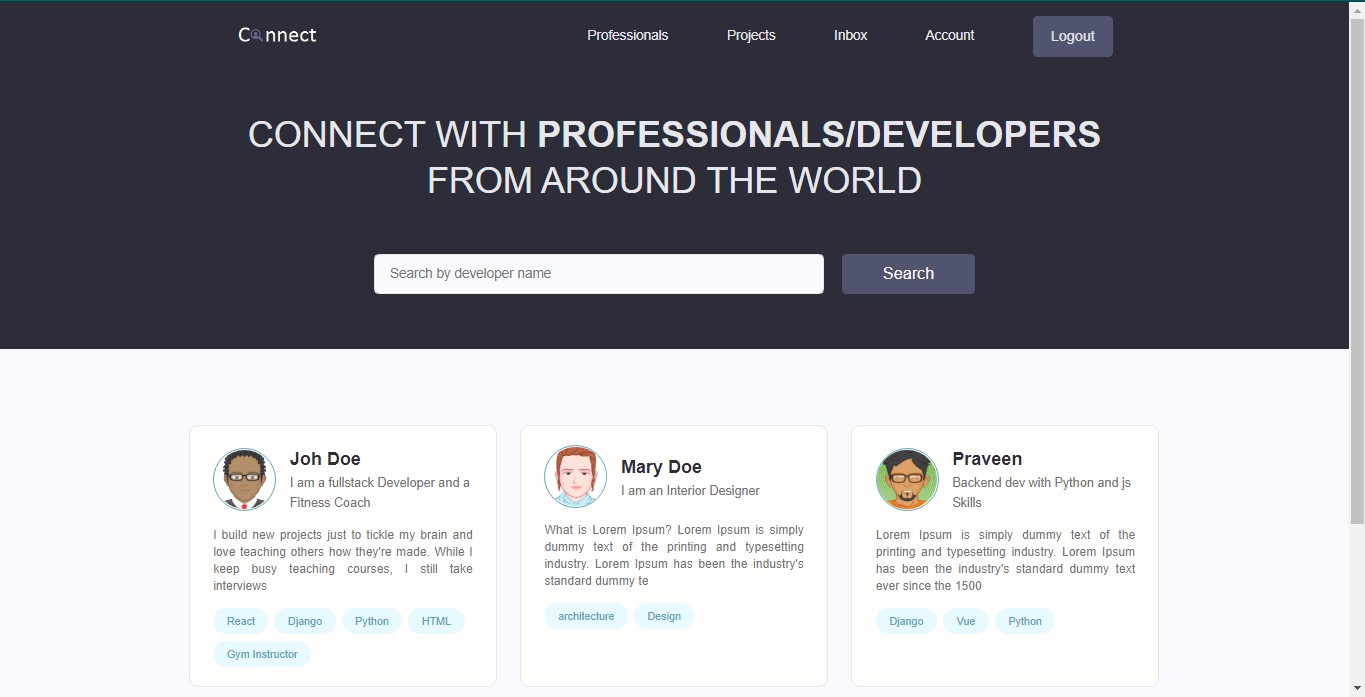 Connect
Professionals
Projects
Inbox
Account
Logout
CONNECT WITH PROFESSIONALS/DEVELOPERS
FROM AROUND THE WORLD
Search by developer name
Search
Joh Doe
I am a fullstack Developer and a
Fitness Coach
I build new projects just to tickle my brain and
love teaching others how they're made. While I
keep busy teaching courses, I still take
interviews
React
Django
Python
HTML
Gym Instructor
Mary Doe
I am an Interior Designer
What is Lorem Ipsum? Lorem Ipsum is simply
dummy text of the printing and typesetting
industry. Lorem Ipsum has been the industry's
standard dummy te
architecture
Design
Praveen
Backend dev with Python and js
Skills
Lorem Ipsum is simply dummy text of the
printing and typesetting industry. Lorem Ipsum
has been the industry's standard dummy text
ever since the 1500
Django
Vue
Python